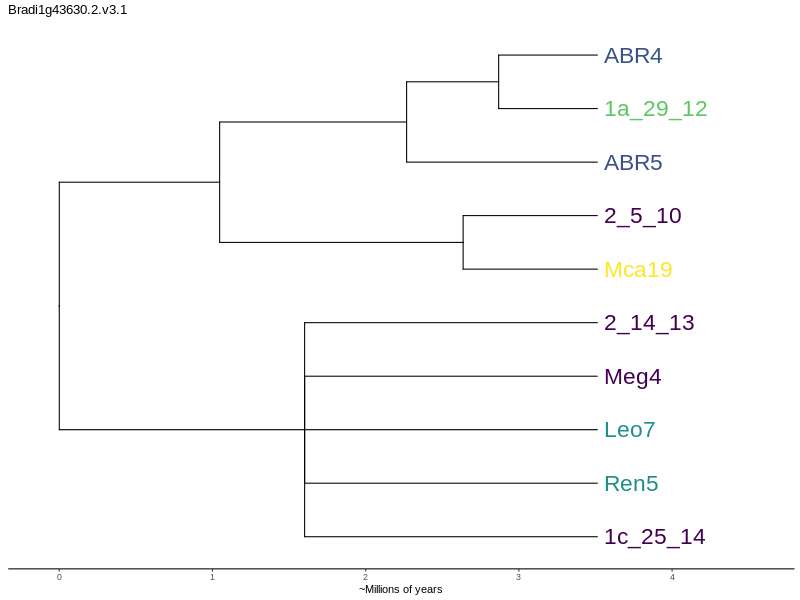 Bradi1g43630.2.v3.1
ABR4
1a_29_12
ABR5
2_5_10
Mca19
2_14_13
Meg4
Leo7
Ren5
1c_25_14
0 1 2 3 4
~Millions of years